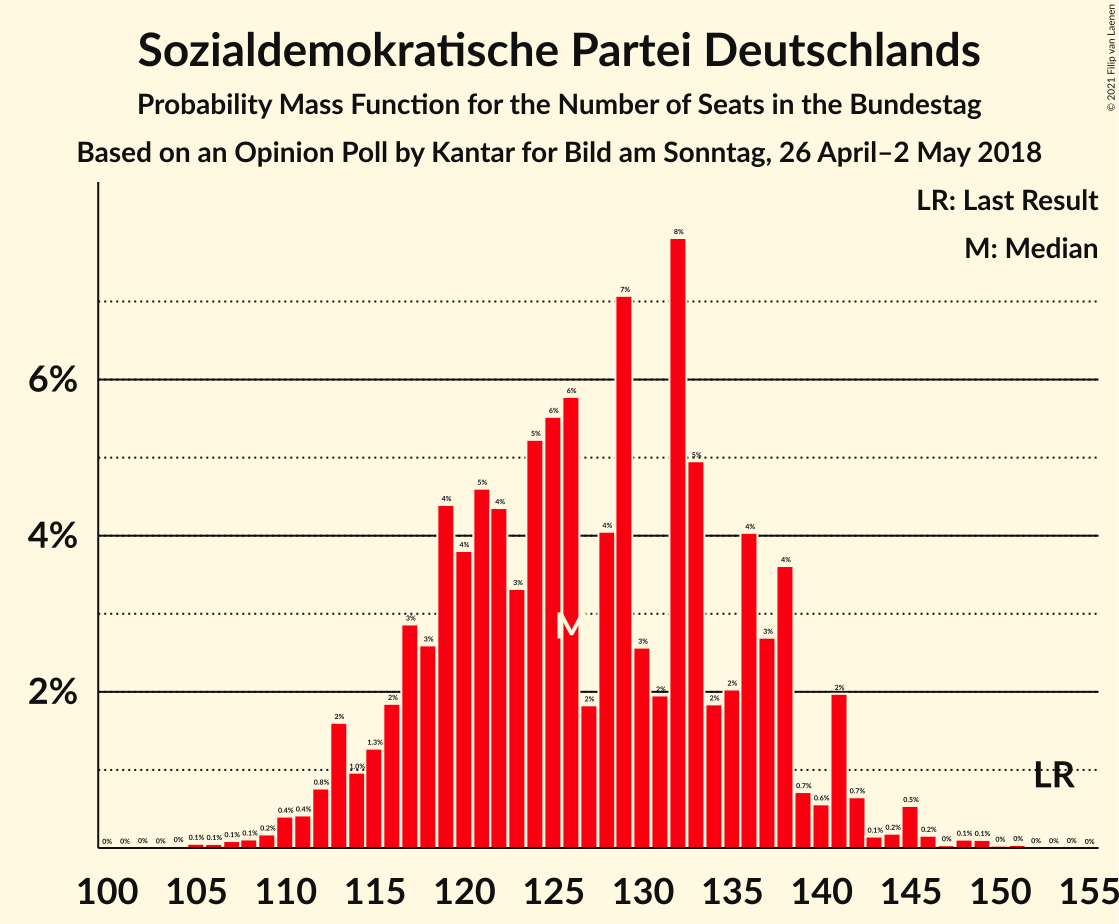 Sozialdemokratische Partei Deutschlands
Probability Mass Function for the Number of Seats in the Bundestag
Based on an Opinion Poll by Kantar for Bild am Sonntag, 26 April–2 May 2018
© 2021 Filip van Laenen
LR: Last Result
M: Median
6%
4%
2%
0% 0% 0% 0% 0% 0.1% 0.1% 0.1% 0.1% 0.2% 0.4% 0.4% 0.8% 2% 1.0% 1.3% 2% 3% 3% 4% 4% 5% 4% 3% 5% 6% 6% 2% 4% 7% 3% 2% 8% 5% 2% 2% 4% 3% 4% 0.7% 0.6% 2% 0.7% 0.1% 0.2% 0.5% 0.2% 0% 0.1% 0.1% 0% 0% 0% 0% 0% 0%
M
LR
100 105 110 115 120 125 130 135 140 145 150 155